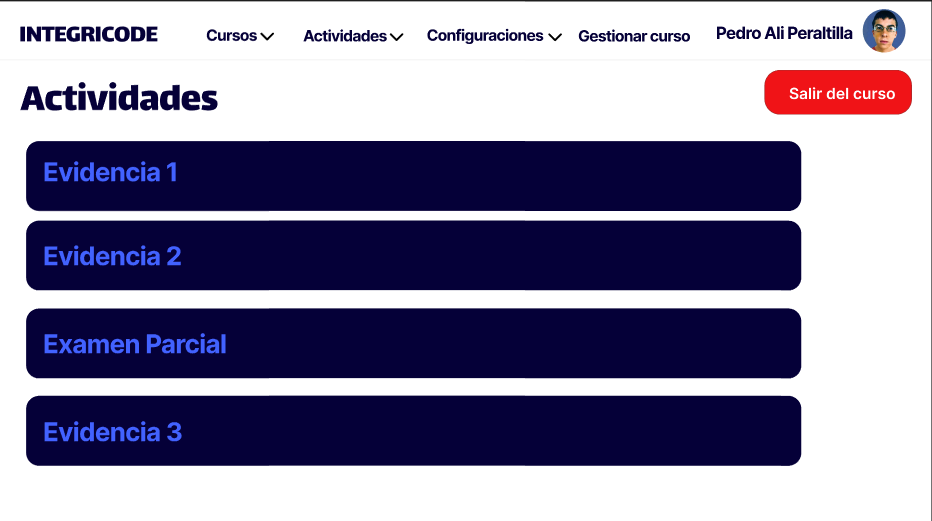 INTEGRICODE Cursos Actividades Configuraciones Gestionar curso Pedro Ali Peraltilla
Actividades
Salir del curso
Evidencia 1
Evidencia 2
Examen Parcial
Evidencia 3